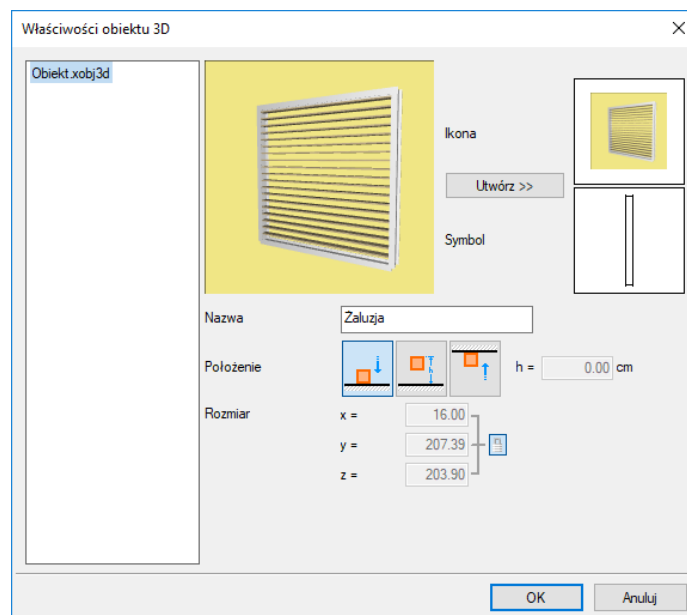 Właściwości obiektu 3D
Obiekt.xobj3d
Ikona
Utwórz >>
Symbol
Nazwa
Żaluzja
Położenie
h
h = 0.00 cm
Rozmiar
x = 16.00
y = 207.39
z = 203.90
OK
Anuluj